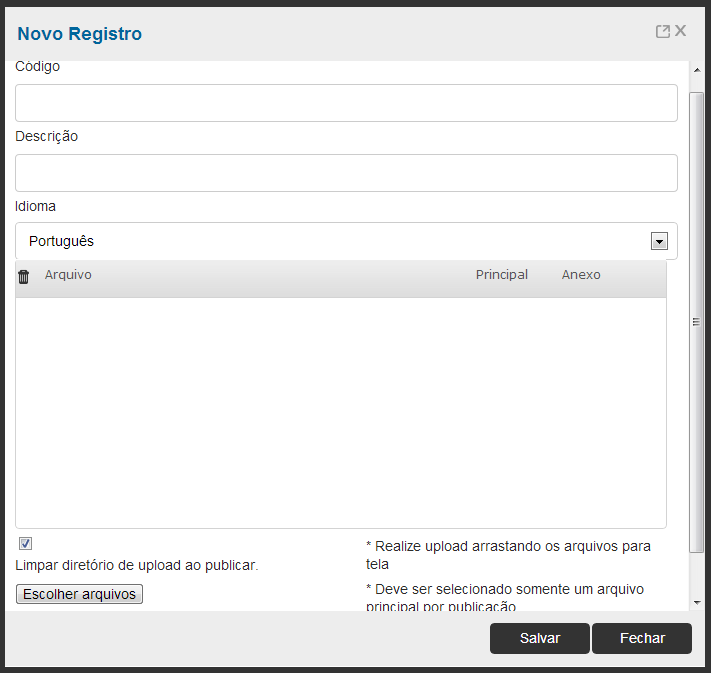 Novo Registro
Código
Descrição
Idioma
Português
Arquivo Principal Anexo
Limpar diretório de upload ao publicar.
Escolher arquivos
* Realize upload arrastando os arquivos para
tela
* Deve ser selecionado somente um arquivo
principal por publicação
Salvar Fechar